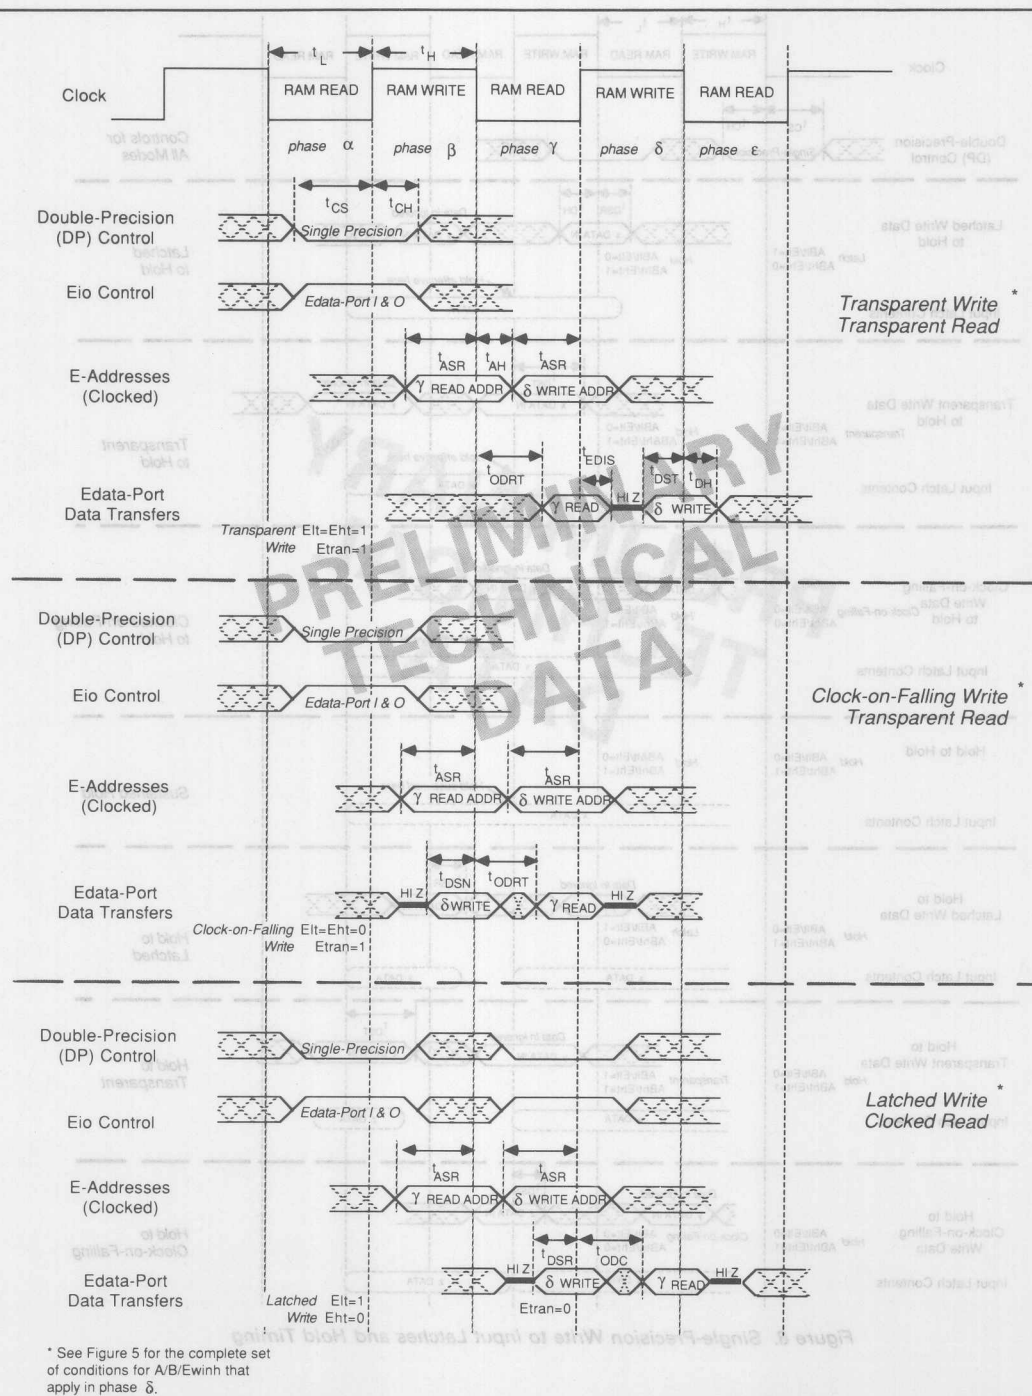 t L
t H
Clock
RAM READ
RAM WRITE
RAM READ
RAM WRITE
RAM READ
phase α
phase β
phase γ
phase δ
phase ε
t CS
t CH
Double-Precision
(DP) Control
Single Precision
Eio Control
Edata-Port I & O
Transparent Write *
Transparent Read
t ASR
t AH
t ASR
E-Addresses
(Clocked)
γ READ ADDR
δ WRITE ADDR
t ODRT
t EDIS
t DST
t DH
Edata-Port
Data Transfers
γ READ
HI Z
δ WRITE
Transparent Elt=Eht=1
Write Etran=1
PRELIMINARY
TECHNICAL
DATA
Double-Precision
(DP) Control
Single Precision
Eio Control
Edata-Port I & O
Clock-on-Falling Write *
Transparent Read
t ASR
t ASR
E-Addresses
(Clocked)
γ READ ADDR
δ WRITE ADDR
t DSN
t ODRT
Edata-Port
Data Transfers
HI Z
δ WRITE
γ READ
HI Z
Clock-on-Falling Elt=Eht=0
Write Etran=1
Double-Precision
(DP) Control
Single-Precision
Eio Control
Edata-Port I & O
Latched Write *
Clocked Read
t ASR
t ASR
E-Addresses
(Clocked)
γ READ ADDR
δ WRITE ADDR
t DSR
t ODC
Edata-Port
Data Transfers
HI Z
δ WRITE
γ READ
HI Z
Latched Elt=1
Write Eht=0
Etran=0
* See Figure 5 for the complete set
of conditions for A/B/Ewinh that
apply in phase δ.